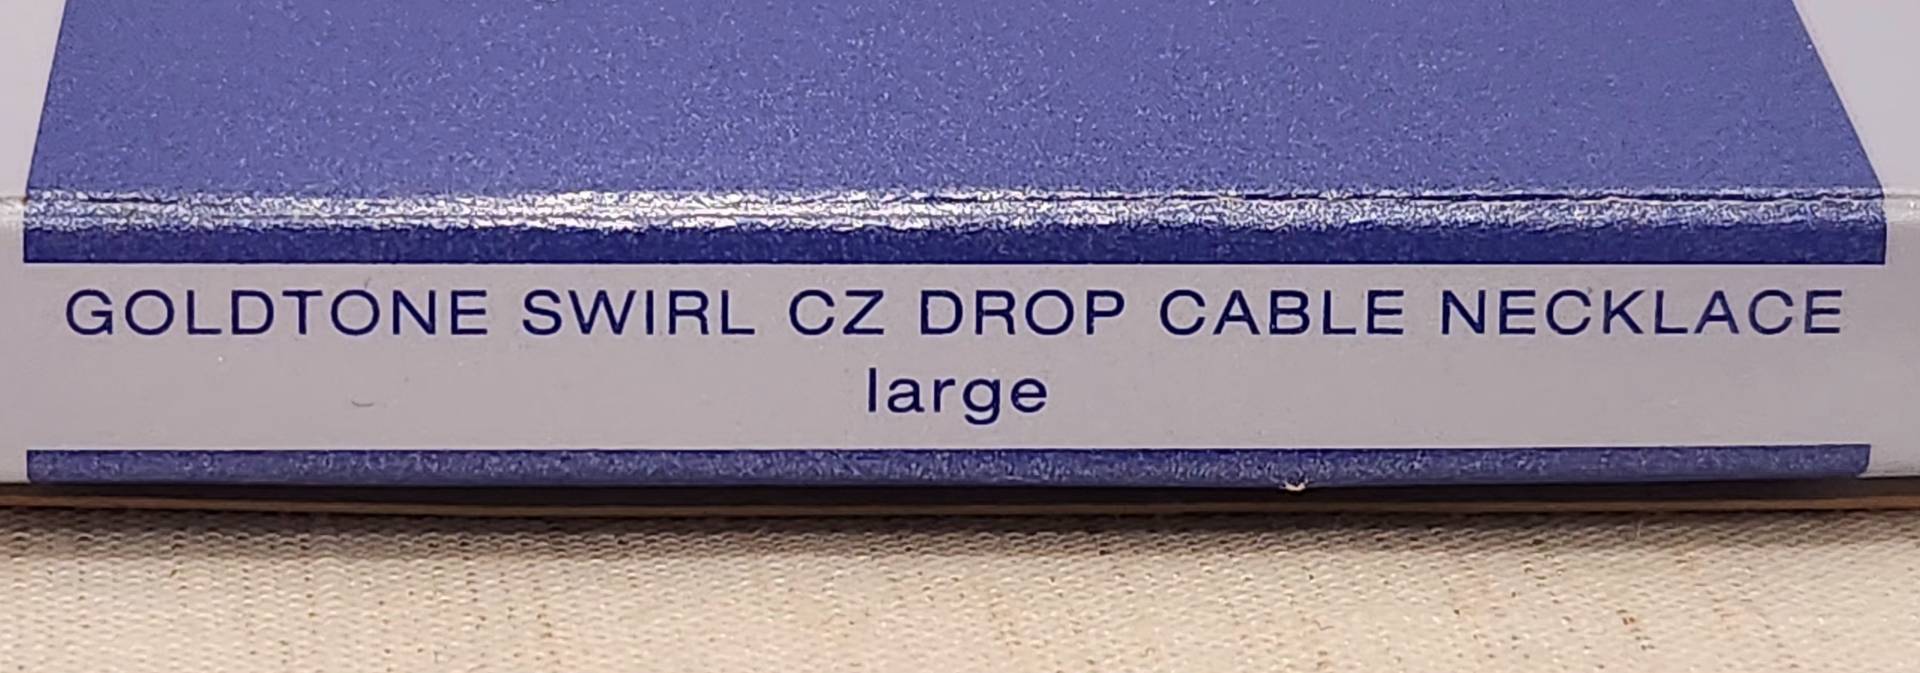 GOLDTONE SWIRL CZ DROP CABLE NECKLACE
large